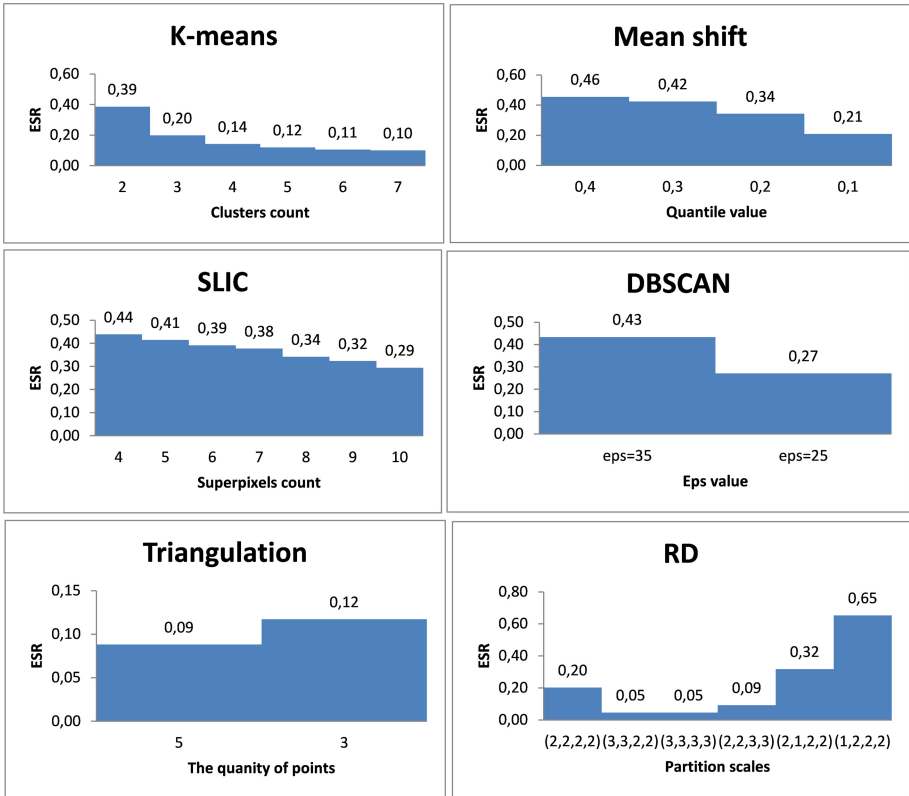 K-means
0,60
0,40
0,20
0,00
ESR
0,39
0,20
0,14
0,12
0,11
0,10
2 3 4 5 6 7
Clusters count
Mean shift
0,60
0,40
0,20
0,00
ESR
0,46
0,42
0,34
0,21
0,4 0,3 0,2 0,1
Quantile value
SLIC
0,50
0,40
0,30
0,20
0,10
0,00
ESR
0,44
0,41
0,39
0,38
0,34
0,32
0,29
4 5 6 7 8 9 10
Superpixels count
DBSCAN
0,50
0,40
0,30
0,20
0,10
0,00
ESR
0,43
0,27
eps=35 eps=25
Eps value
Triangulation
0,15
0,10
0,05
0,00
ESR
0,09
0,12
5 3
The quanity of points
RD
0,80
0,60
0,40
0,20
0,00
ESR
0,20
0,05
0,05
0,09
0,32
0,65
(2,2,2,2) (3,3,2,2) (3,3,3,3) (2,2,3,3) (2,1,2,2) (1,2,2,2)
Partition scales